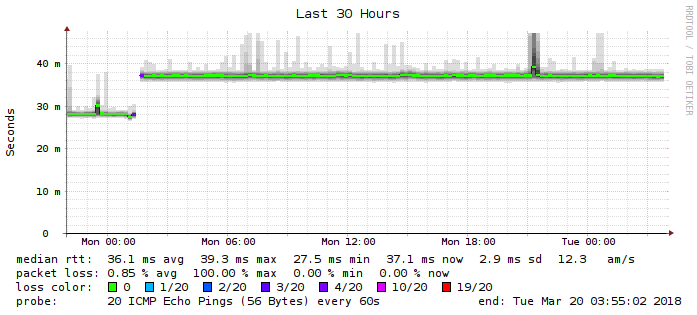 Last 30 Hours
RRDTOOL / TOBI OETIKER
Seconds
40 m
30 m
20 m
10 m
0
Mon 00:00 Mon 06:00 Mon 12:00 Mon 18:00 Tue 00:00
median rtt: 36.1 ms avg 39.3 ms max 27.5 ms min 37.1 ms now 2.9 ms sd 12.3 am/s
packet loss: 0.85 % avg 100.00 % max 0.00 % min 0.00 % now
loss color: 0 1/20 2/20 3/20 4/20 10/20 19/20
probe: 20 ICMP Echo Pings (56 Bytes) every 60s end: Tue Mar 20 03:55:02 2018